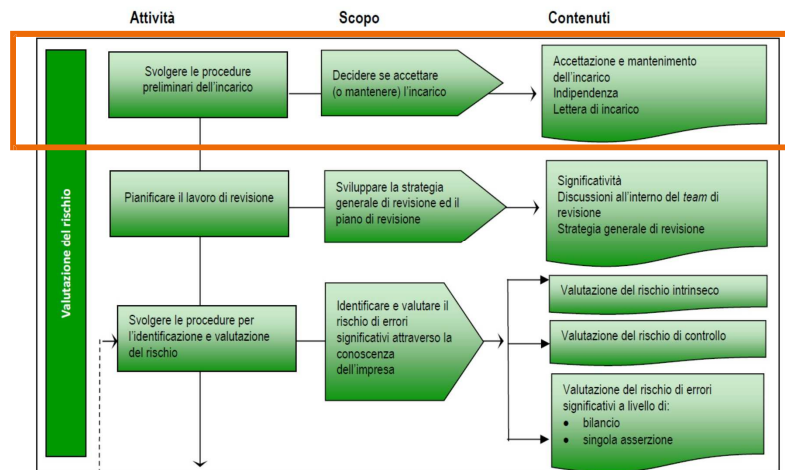 Attività
Scopo
Contenuti
Valutazione del rischio
Svolgere le procedure
preliminari dell'incarico
Decidere se accettare
(o mantenere) l'incarico
Accettazione e mantenimento
dell'incarico
Indipendenza
Lettera di incarico
Pianificare il lavoro di revisione
Sviluppare la strategia
generale di revisione ed il
piano di revisione
Significatività
Discussioni all'interno del team di
revisione
Strategia generale di revisione
Svolgere le procedure per
l'identificazione e valutazione
del rischio
Identificare e valutare il
rischio di errori
significativi attraverso la
conoscenza
dell'impresa
Valutazione del rischio intrinseco
Valutazione del rischio di controllo
Valutazione del rischio di errori
significativi a livello di:
• bilancio
• singola asserzione